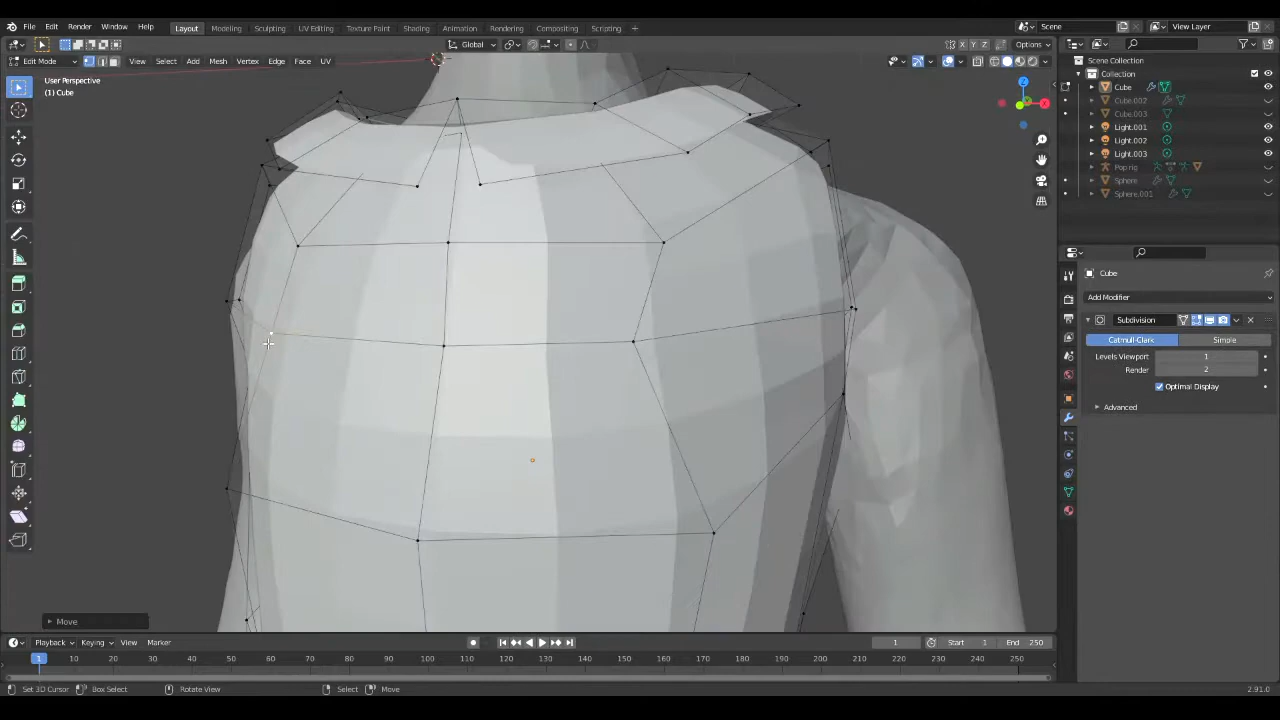 File Edit Render Window Help Layout Modeling Sculpting UV Editing Texture Paint Shading Animation Rendering Compositing Scripting Scene View Layer
Global X Y Z Options
Edit Mode View Select Add Mesh Vertex Edge Face UV
User Perspective
(1) Cube
Z
X
Scene Collection
Collection
Cube
Cube.002
Cube.003
Light.001
Light.002
Light.003
Pop rig
Sphere
Sphere.001
Cube
Add Modifier
Subdivision
Catmull-Clark Simple
Levels Viewport 1
Render 2
Optimal Display
Advanced
Move
Playback Keying View Marker 1 Start 1 End 250
1 10 20 30 40 50 60 70 80 90 100 110 120 130 140 150 160 170 180 190 200 210 220 230 240 250
Set 3D Cursor Box Select Rotate View Select Move 2.91.0